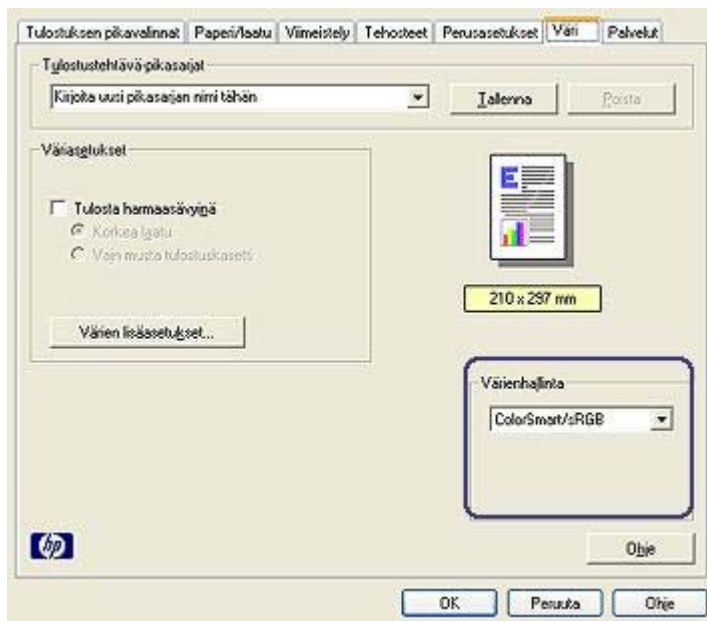 Tulostuksen pikavalinnat Paperi/laatu Viimeistely Tehosteet Perusasetukset Väri Palvelut
Tulostustehtävä-pikasarjat
Kirjoita uusi pikasarjan nimi tähän Tallenna Poista
Väriasetukset
Tulosta harmaasävyinä
Korkea laatu
Vain musta tulostuskasetti
E
210 x 297 mm
Värien lisäasetukset...
Värienhallinta
ColorSmart/sRGB
hp
Ohje
OK Peruuta Ohje